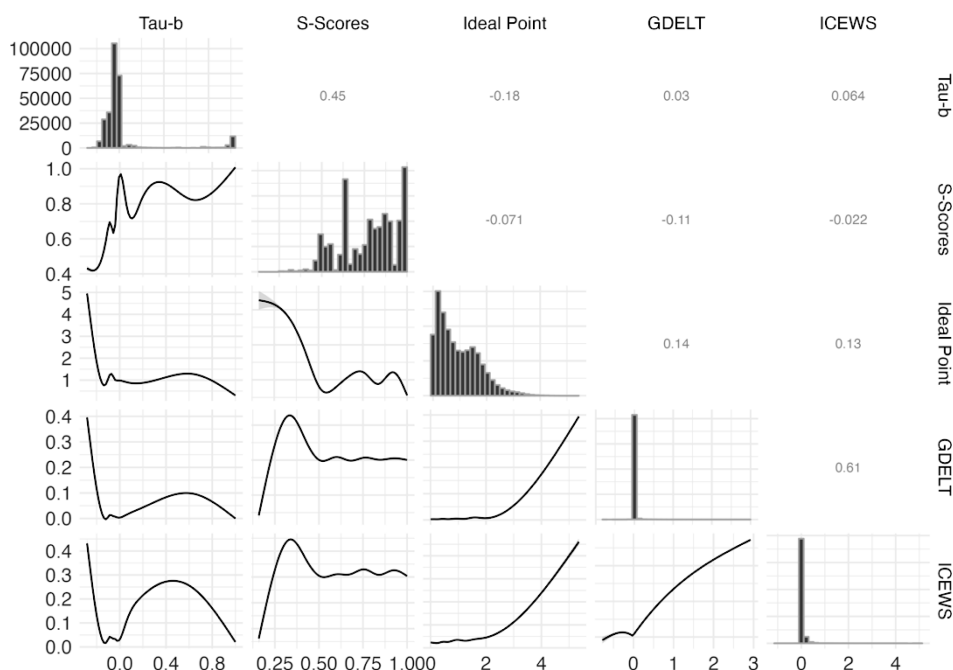 Tau-b S-Scores Ideal Point GDELT ICEWS
100000
75000
50000
25000
0
0.45 -0.18 0.03 0.064
Tau-b
1.0
0.8
0.6
0.4
-0.071 -0.11 -0.022
S-Scores
5
4
3
2
1
0.14 0.13
Ideal Point
0.4
0.3
0.2
0.1
0.0
0.61
GDELT
0.4
0.3
0.2
0.1
0.0
ICEWS
0.0 0.4 0.8 0.25 0.50 0.75 1.000 2 4 0 1 2 3 0 2 4